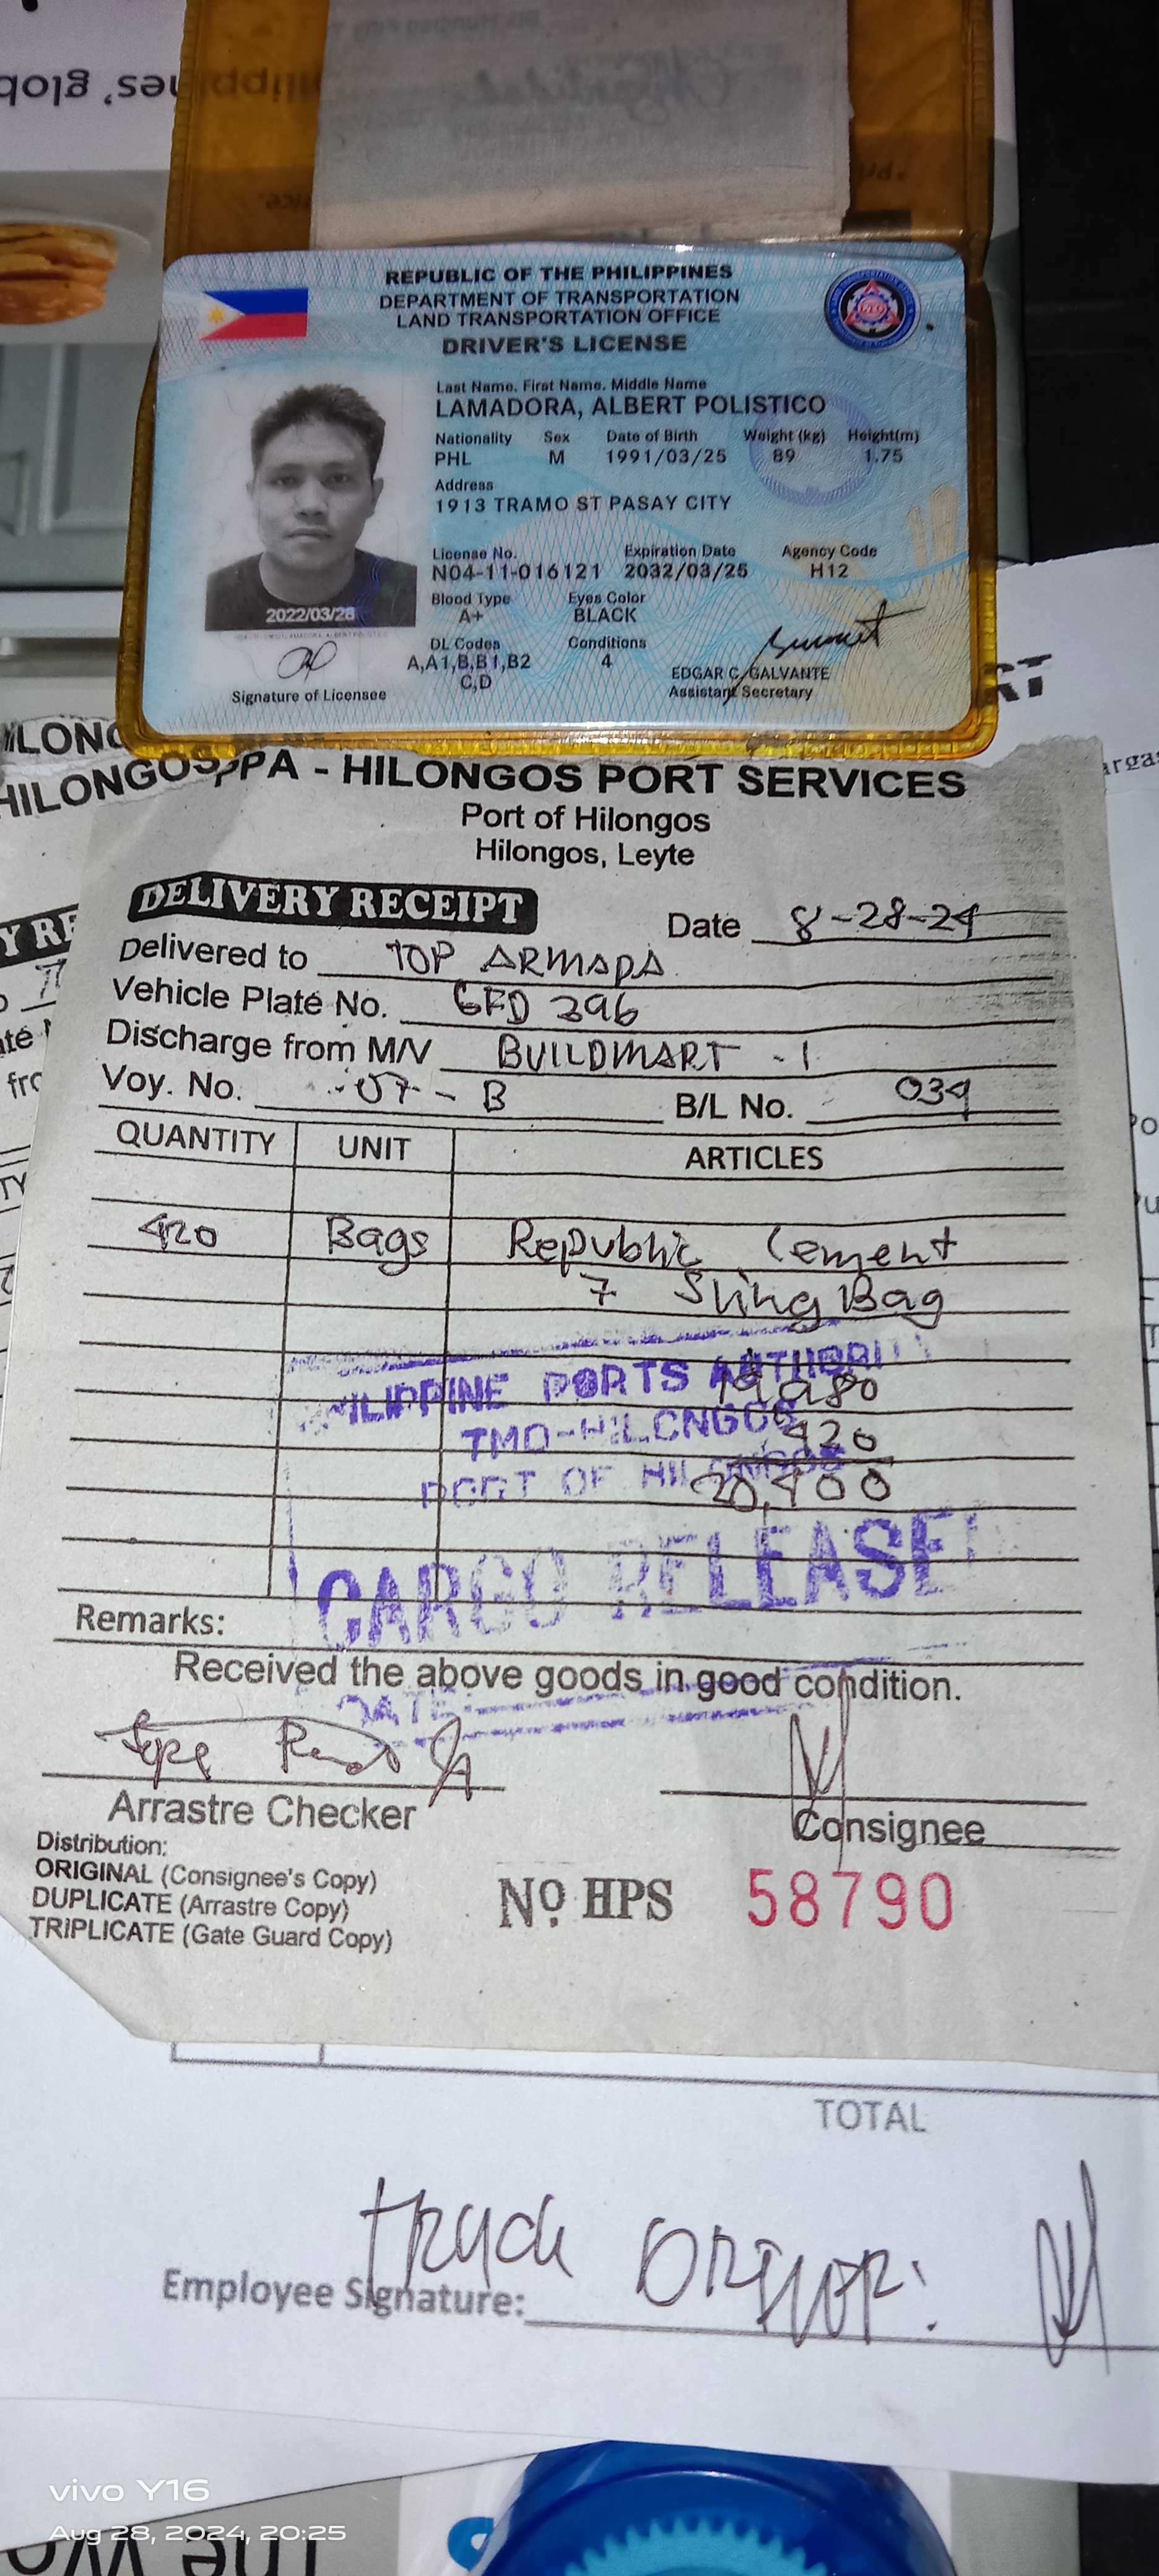 REPUBLIC OF THE PHILIPPINES
DEPARTMENT OF TRANSPORTATION
LAND TRANSPORTATION OFFICE
DRIVER'S LICENSE
Last Name, First Name, Middle Name
LAMADORA, ALBERT POLISTICO
Nationality Sex Date of Birth Weight (kg) Height(m)
PHL M 1991/03/25 89 1.75
Address
1913 TRAMO ST PASAY CITY
License No. Expiration Date Agency Code
N04-11-016121 2032/03/25 H12
Blood Type Eyes Color
A+ BLACK
DL Codes Conditions
A,A1,B,B1,B2 4
C,D
2022/03/28
Signature of Licensee
EDGAR C. GALVANTE
Assistant Secretary
PPA - HILONGOS PORT SERVICES
Port of Hilongos
Hilongos, Leyte
DELIVERY RECEIPT
Date 8-28-24
Delivered to TOP ARMADA
Vehicle Plate No. GFD 396
Discharge from M/V BUILDMART - 1
Voy. No. 07 - B B/L No. 034
QUANTITY UNIT ARTICLES
420 Bags Republic Cement
7 Sling Bag
PORTS AUTHORI
19,980
TMO-HILONGOS
420
PORT OF
20,400
CARGO RELEASE
Remarks:
Received the above goods in good condition.
DATE:
Arrastre Checker Consignee
Distribution:
ORIGINAL (Consignee's Copy)
DUPLICATE (Arrastre Copy)
TRIPLICATE (Gate Guard Copy)
No HPS 58790
TOTAL
Employee Signature: truck DRIVER:
vivo Y16
Aug 28, 2024, 20:25